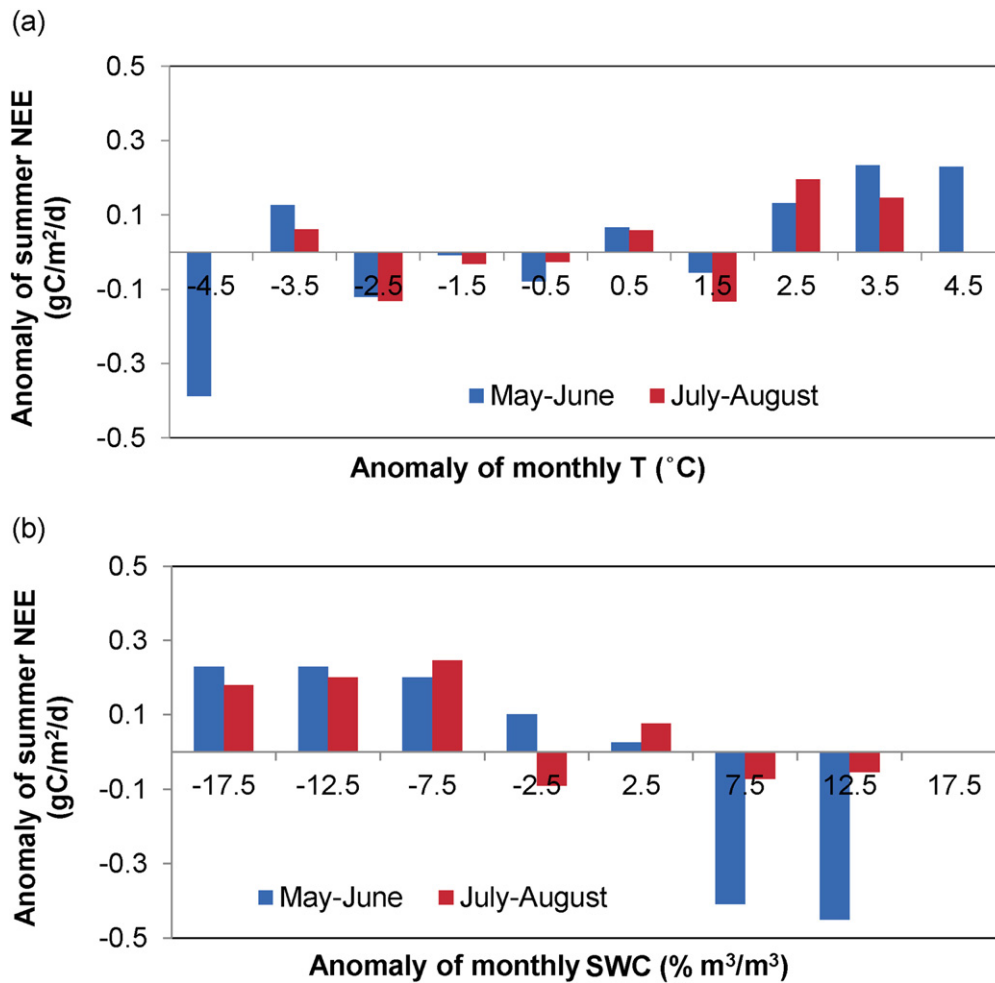 (a)
Anomaly of summer NEE
(gC/m²/d)
0.5
0.3
0.1
-0.1
-0.3
-0.5
-4.5 -3.5 -2.5 -1.5 -0.5 0.5 1.5 2.5 3.5 4.5
May-June July-August
Anomaly of monthly T (°C)
(b)
Anomaly of summer NEE
(gC/m²/d)
0.5
0.3
0.1
-0.1
-0.3
-0.5
-17.5 -12.5 -7.5 -2.5 2.5 7.5 12.5 17.5
May-June July-August
Anomaly of monthly SWC (% m³/m³)